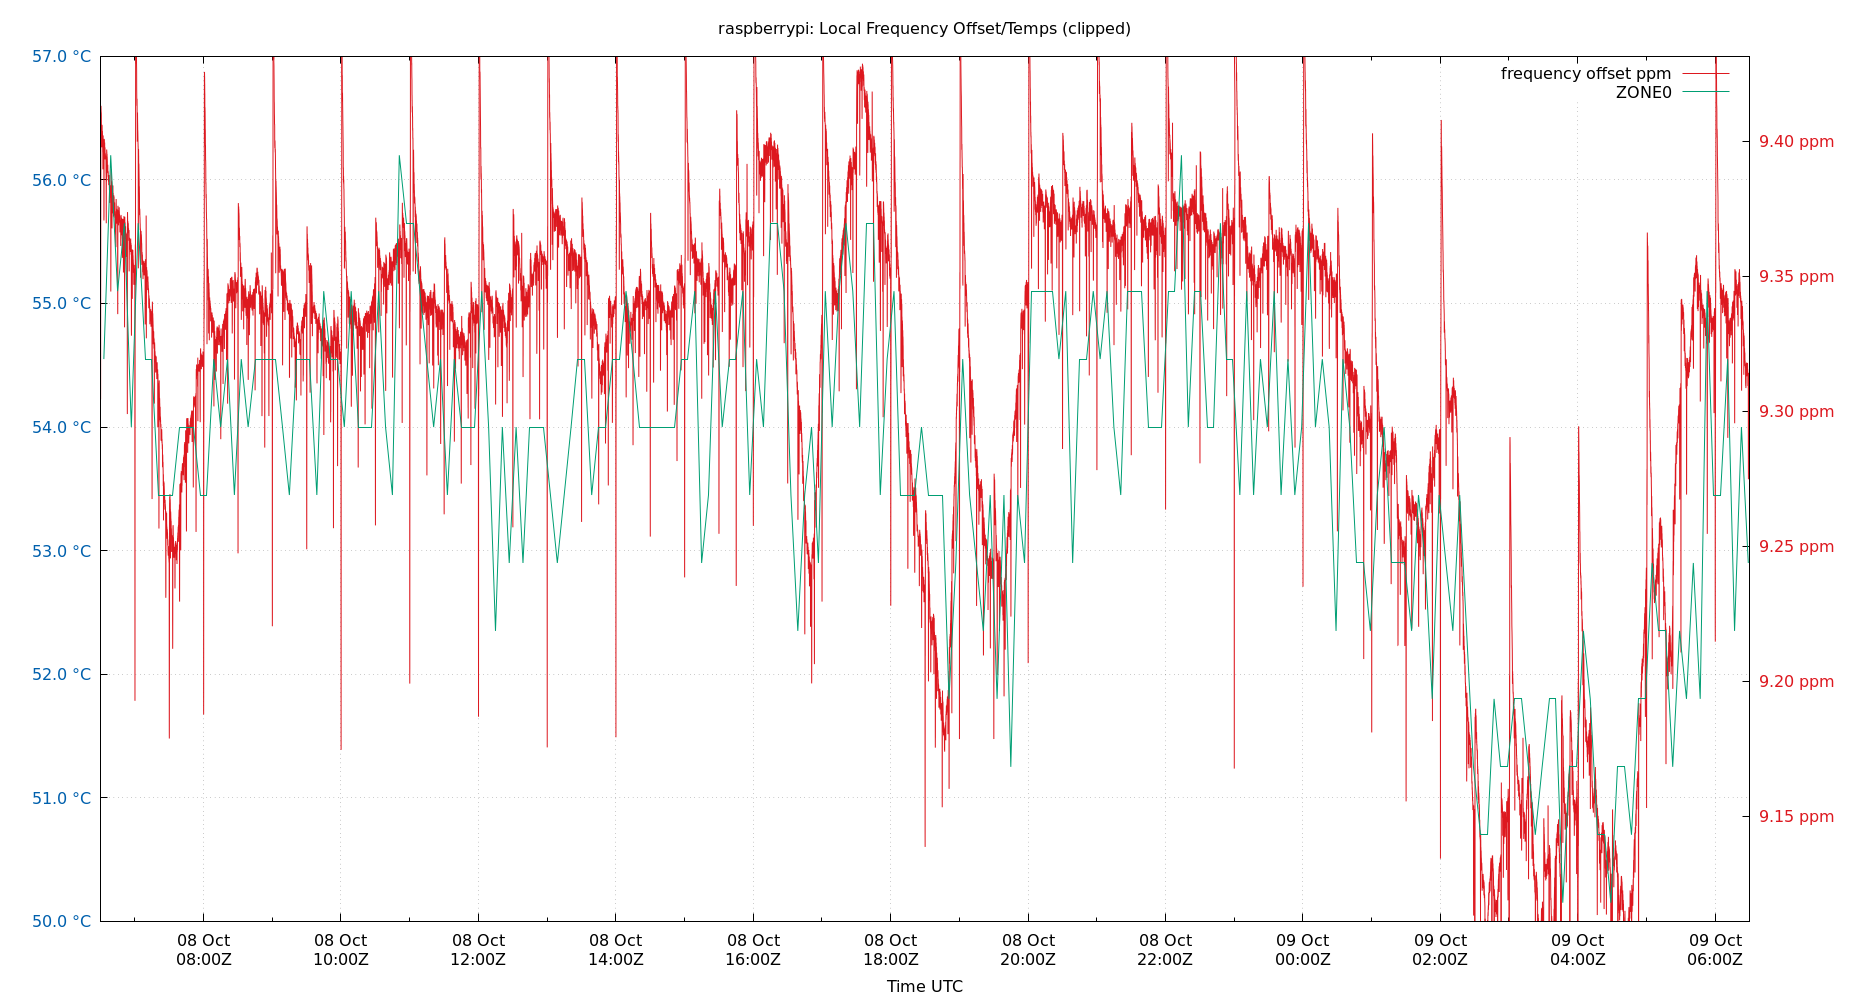 raspberrypi: Local Frequency Offset/Temps (clipped)
frequency offset ppm
ZONE0
57.0 °C
56.0 °C
55.0 °C
54.0 °C
53.0 °C
52.0 °C
51.0 °C
50.0 °C
9.40 ppm
9.35 ppm
9.30 ppm
9.25 ppm
9.20 ppm
9.15 ppm
08 Oct 08 Oct 08 Oct 08 Oct 08 Oct 08 Oct 08 Oct 08 Oct 09 Oct 09 Oct 09 Oct 09 Oct
08:00Z 10:00Z 12:00Z 14:00Z 16:00Z 18:00Z 20:00Z 22:00Z 00:00Z 02:00Z 04:00Z 06:00Z
Time UTC